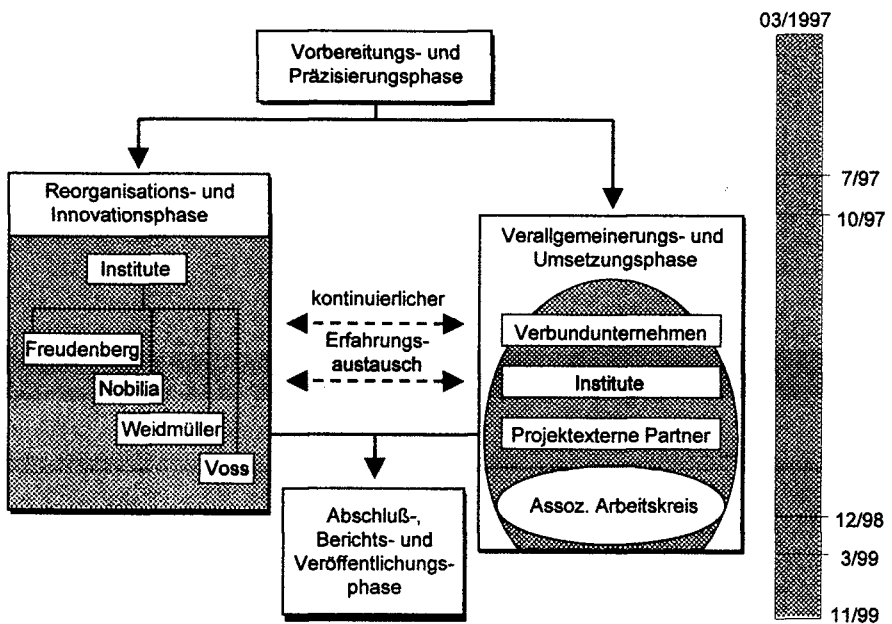 03/1997
Vorbereitungs- und
Präzisierungsphase
Reorganisations- und
Innovationsphase
Institute
Freudenberg
Nobilia
Weidmüller
Voss
kontinuierlicher
Erfahrungs-
austausch
Verallgemeinerungs- und
Umsetzungsphase
Verbundunternehmen
Institute
Projektexterne Partner
Assoz. Arbeitskreis
Abschluß-,
Berichts- und
Veröffentlichungs-
phase
7/97
10/97
12/98
3/99
11/99